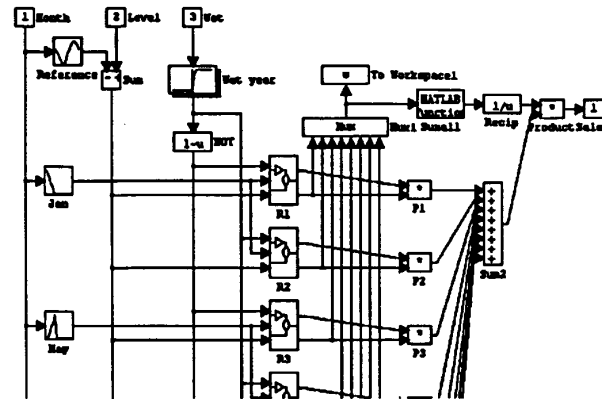 1 Month
2 Level
3 Wet
Reference
Sum
Wet year
u
To Workspace1
MATLAB
Function
Sumall
1/u
Recip
*
Product
1
Mux
Mux1
1-u
NOT
Jan
R1
*
P1
R2
*
P2
+
+
+
+
+
+
+
Sum2
May
R3
*
P3